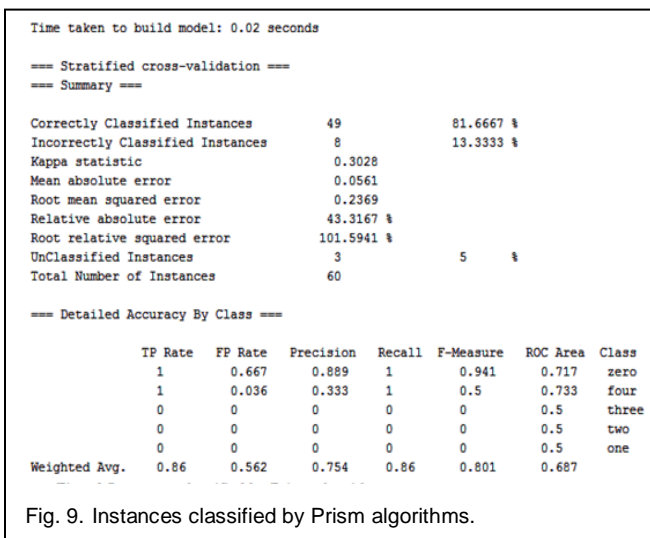 Time taken to build model: 0.02 seconds
=== Stratified cross-validation ===
=== Summary ===
Correctly Classified Instances 49 81.6667 %
Incorrectly Classified Instances 8 13.3333 %
Kappa statistic 0.3028
Mean absolute error 0.0561
Root mean squared error 0.2369
Relative absolute error 43.3167 %
Root relative squared error 101.5941 %
UnClassified Instances 3 5 %
Total Number of Instances 60
=== Detailed Accuracy By Class ===
TP Rate FP Rate Precision Recall F-Measure ROC Area Class
1 0.667 0.889 1 0.941 0.717 zero
1 0.036 0.333 1 0.5 0.733 four
0 0 0 0 0 0.5 three
0 0 0 0 0 0.5 two
0 0 0 0 0 0.5 one
Weighted Avg. 0.86 0.562 0.754 0.86 0.801 0.687
Fig. 9. Instances classified by Prism algorithms.